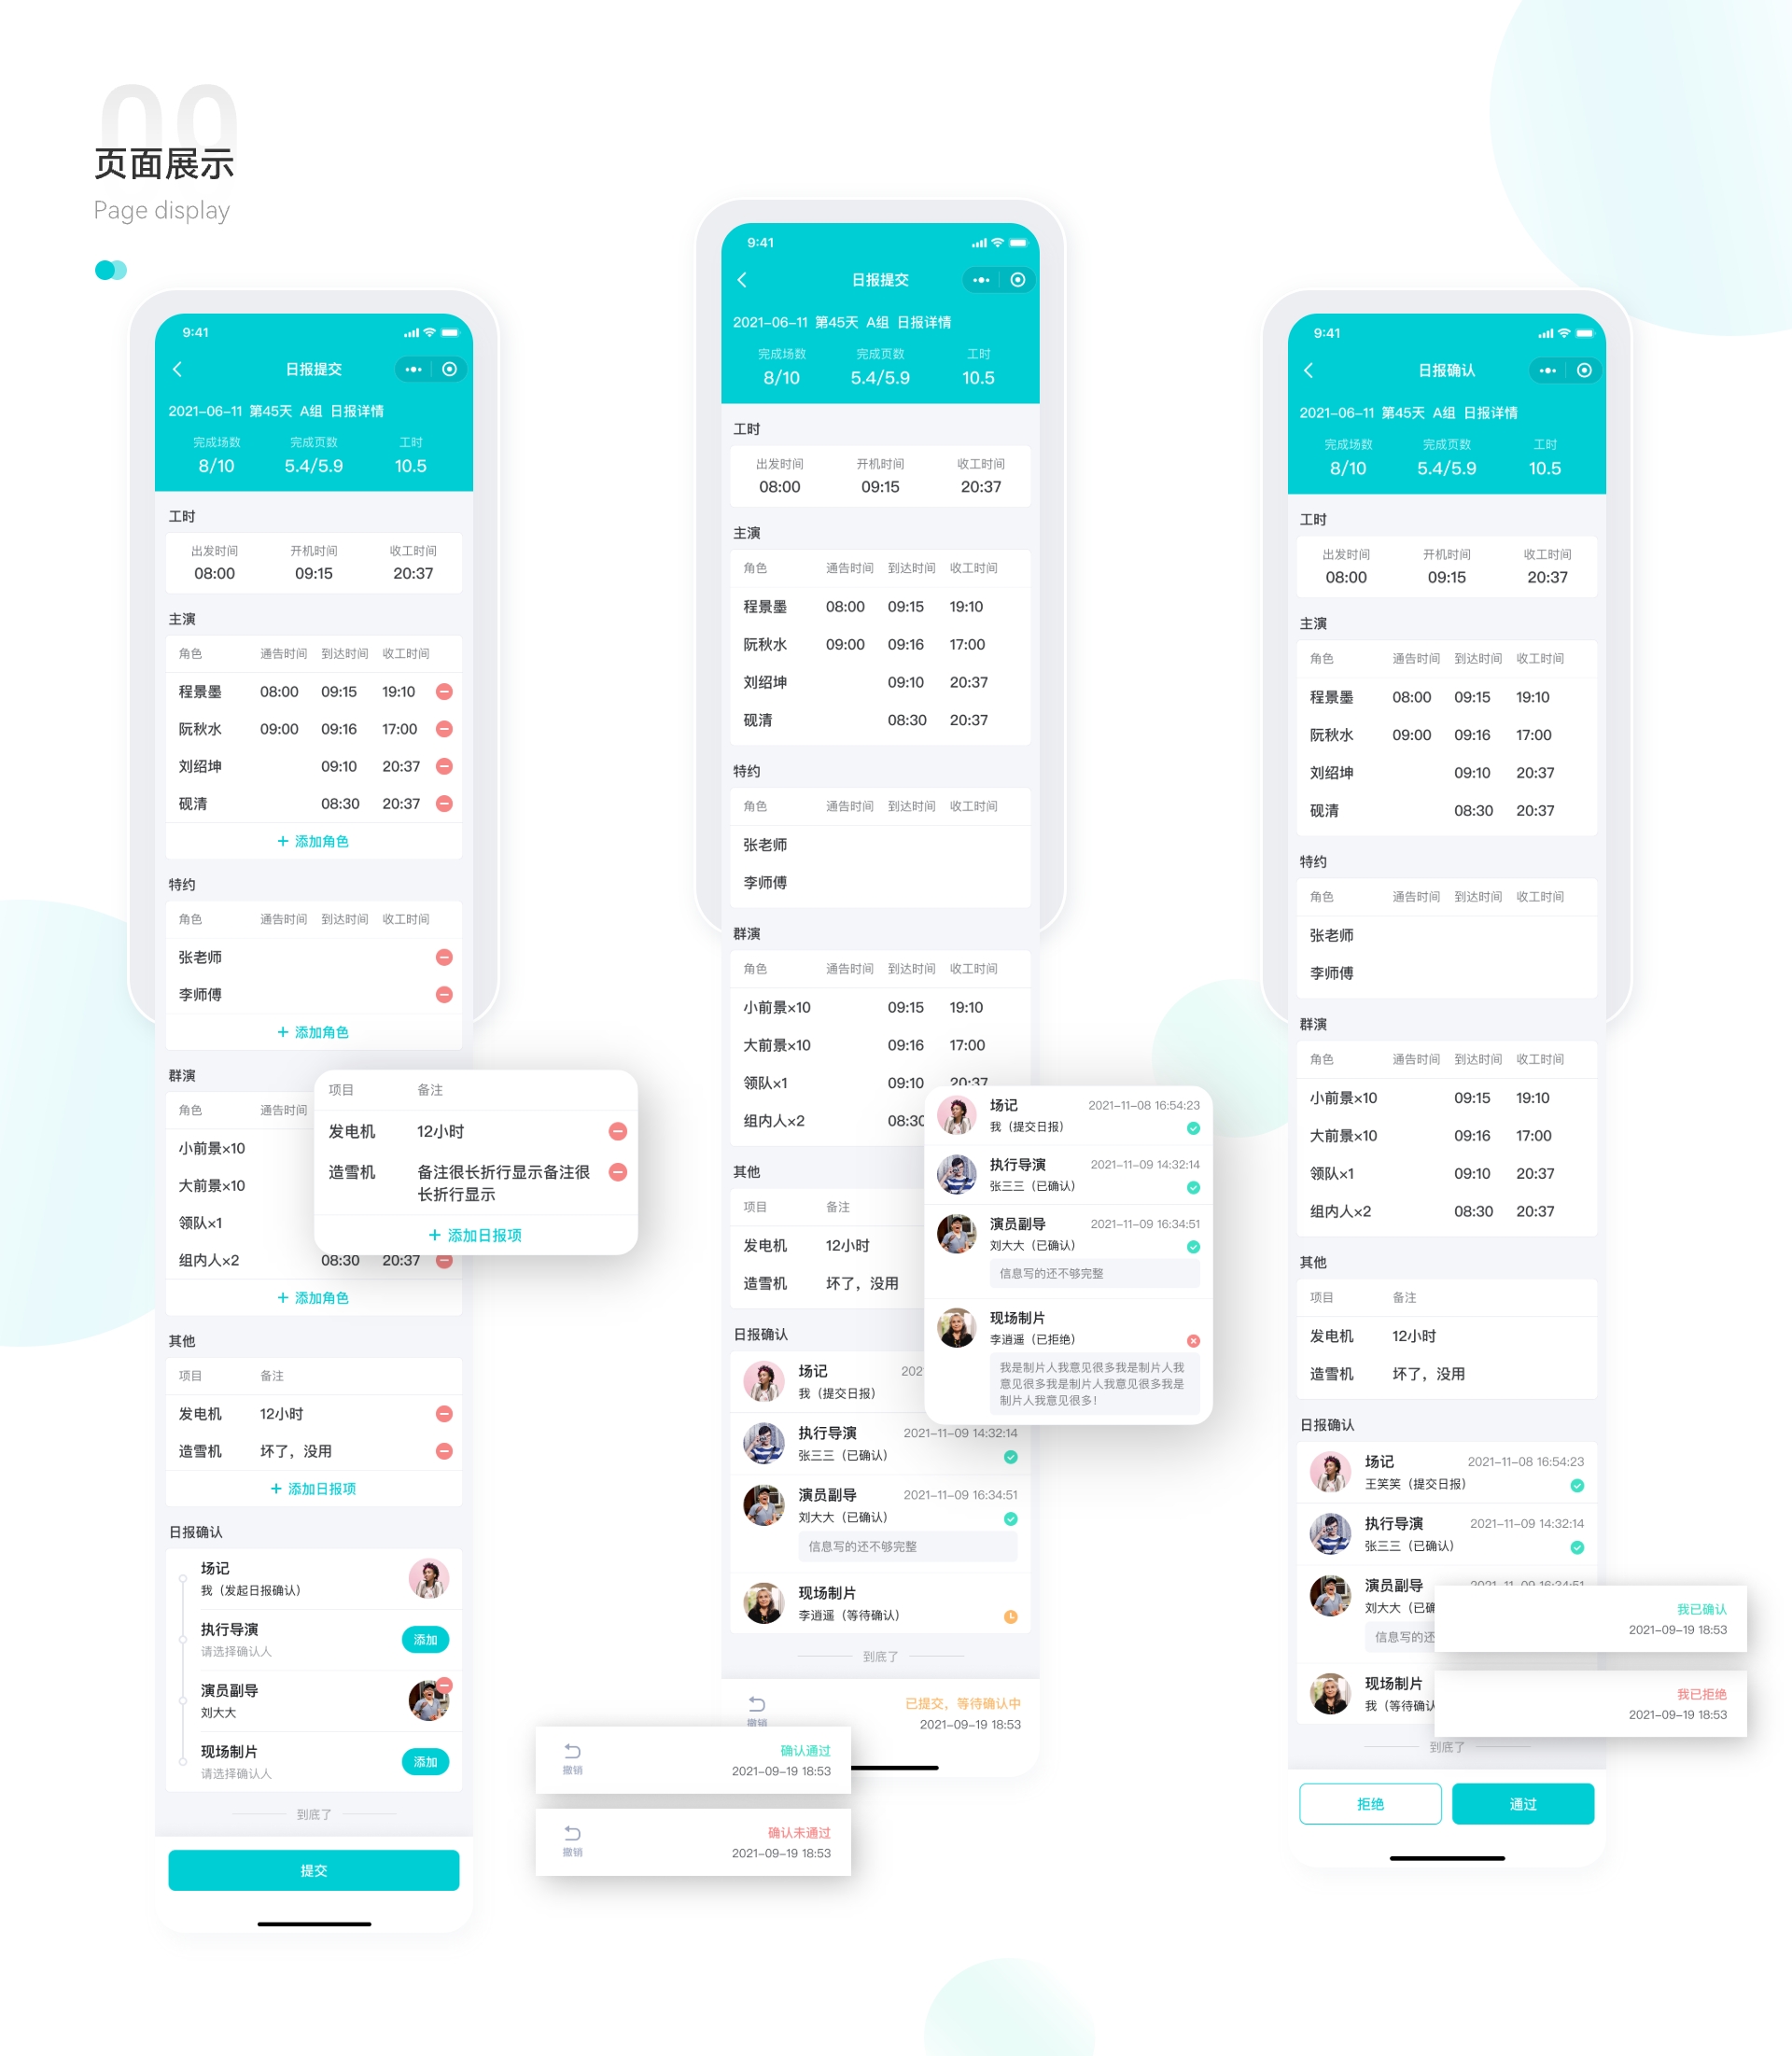 09
页面展示
Page display
9:41
日报提交
2021-06-11 第45天 A组 日报详情
完成场数 完成页数 工时
8/10 5.4/5.9 10.5
工时
出发时间 开机时间 收工时间
08:00 09:15 20:37
主演
角色 通告时间 到达时间 收工时间
程景墨 08:00 09:15 19:10
阮秋水 09:00 09:16 17:00
刘绍坤 09:10 20:37
砚清 08:30 20:37
+ 添加角色
特约
角色 通告时间 到达时间 收工时间
张老师
李师傅
+ 添加角色
群演
角色 通告时间
小前景×10
大前景×10
领队×1
组内人×2 08:30 20:37
+ 添加角色
其他
项目 备注
发电机 12小时
造雪机 坏了，没用
+ 添加日报项
日报确认
场记
我（发起日报确认）
执行导演
请选择确认人
添加
演员副导
刘大大
现场制片
请选择确认人
添加
到底了
提交
项目 备注
发电机 12小时
造雪机 备注很长折行显示备注很
长折行显示
+ 添加日报项
9:41
日报提交
2021-06-11 第45天 A组 日报详情
完成场数 完成页数 工时
8/10 5.4/5.9 10.5
工时
出发时间 开机时间 收工时间
08:00 09:15 20:37
主演
角色 通告时间 到达时间 收工时间
程景墨 08:00 09:15 19:10
阮秋水 09:00 09:16 17:00
刘绍坤 09:10 20:37
砚清 08:30 20:37
特约
角色 通告时间 到达时间 收工时间
张老师
李师傅
群演
角色 通告时间 到达时间 收工时间
小前景×10 09:15 19:10
大前景×10 09:16 17:00
领队×1 09:10 20:37
组内人×2 08:30
其他
项目 备注
发电机 12小时
造雪机 坏了，没用
日报确认
场记 202
我（提交日报）
执行导演 2021-11-09 14:32:14
张三三（已确认）
演员副导 2021-11-09 16:34:51
刘大大（已确认）
信息写的还不够完整
现场制片
李逍遥（等待确认）
到底了
撤销
已提交，等待确认中
2021-09-19 18:53
场记 2021-11-08 16:54:23
我（提交日报）
执行导演 2021-11-09 14:32:14
张三三（已确认）
演员副导 2021-11-09 16:34:51
刘大大（已确认）
信息写的还不够完整
现场制片
李逍遥（已拒绝）
我是制片人我意见很多我是制片人我
意见很多我是制片人我意见很多我是
制片人我意见很多！
撤销
确认通过
2021-09-19 18:53
撤销
确认未通过
2021-09-19 18:53
9:41
日报确认
2021-06-11 第45天 A组 日报详情
完成场数 完成页数 工时
8/10 5.4/5.9 10.5
工时
出发时间 开机时间 收工时间
08:00 09:15 20:37
主演
角色 通告时间 到达时间 收工时间
程景墨 08:00 09:15 19:10
阮秋水 09:00 09:16 17:00
刘绍坤 09:10 20:37
砚清 08:30 20:37
特约
角色 通告时间 到达时间 收工时间
张老师
李师傅
群演
角色 通告时间 到达时间 收工时间
小前景×10 09:15 19:10
大前景×10 09:16 17:00
领队×1 09:10 20:37
组内人×2 08:30 20:37
其他
项目 备注
发电机 12小时
造雪机 坏了，没用
日报确认
场记 2021-11-08 16:54:23
王笑笑（提交日报）
执行导演 2021-11-09 14:32:14
张三三（已确认）
演员副导 2021-11-09 16:34:51
刘大大（已确
信息写的还
现场制片
我（等待确认
到底了
拒绝 通过
我已确认
2021-09-19 18:53
我已拒绝
2021-09-19 18:53